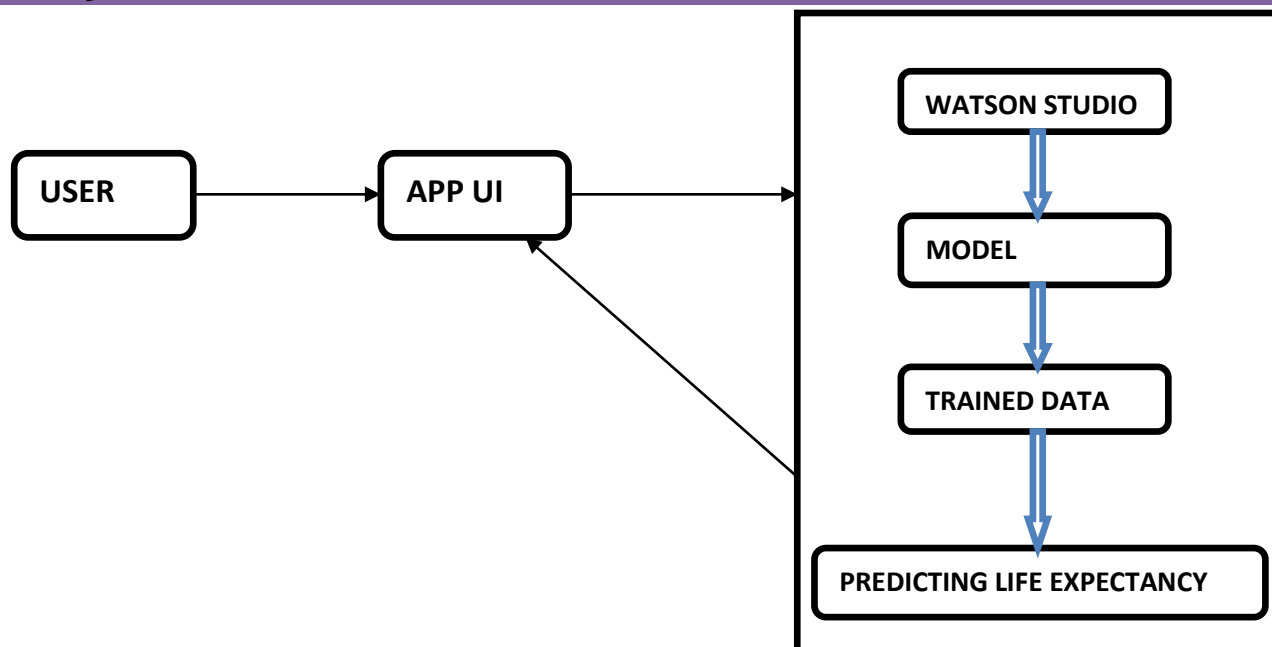 WATSON STUDIO
USER
APP UI
MODEL
TRAINED DATA
PREDICTING LIFE EXPECTANCY